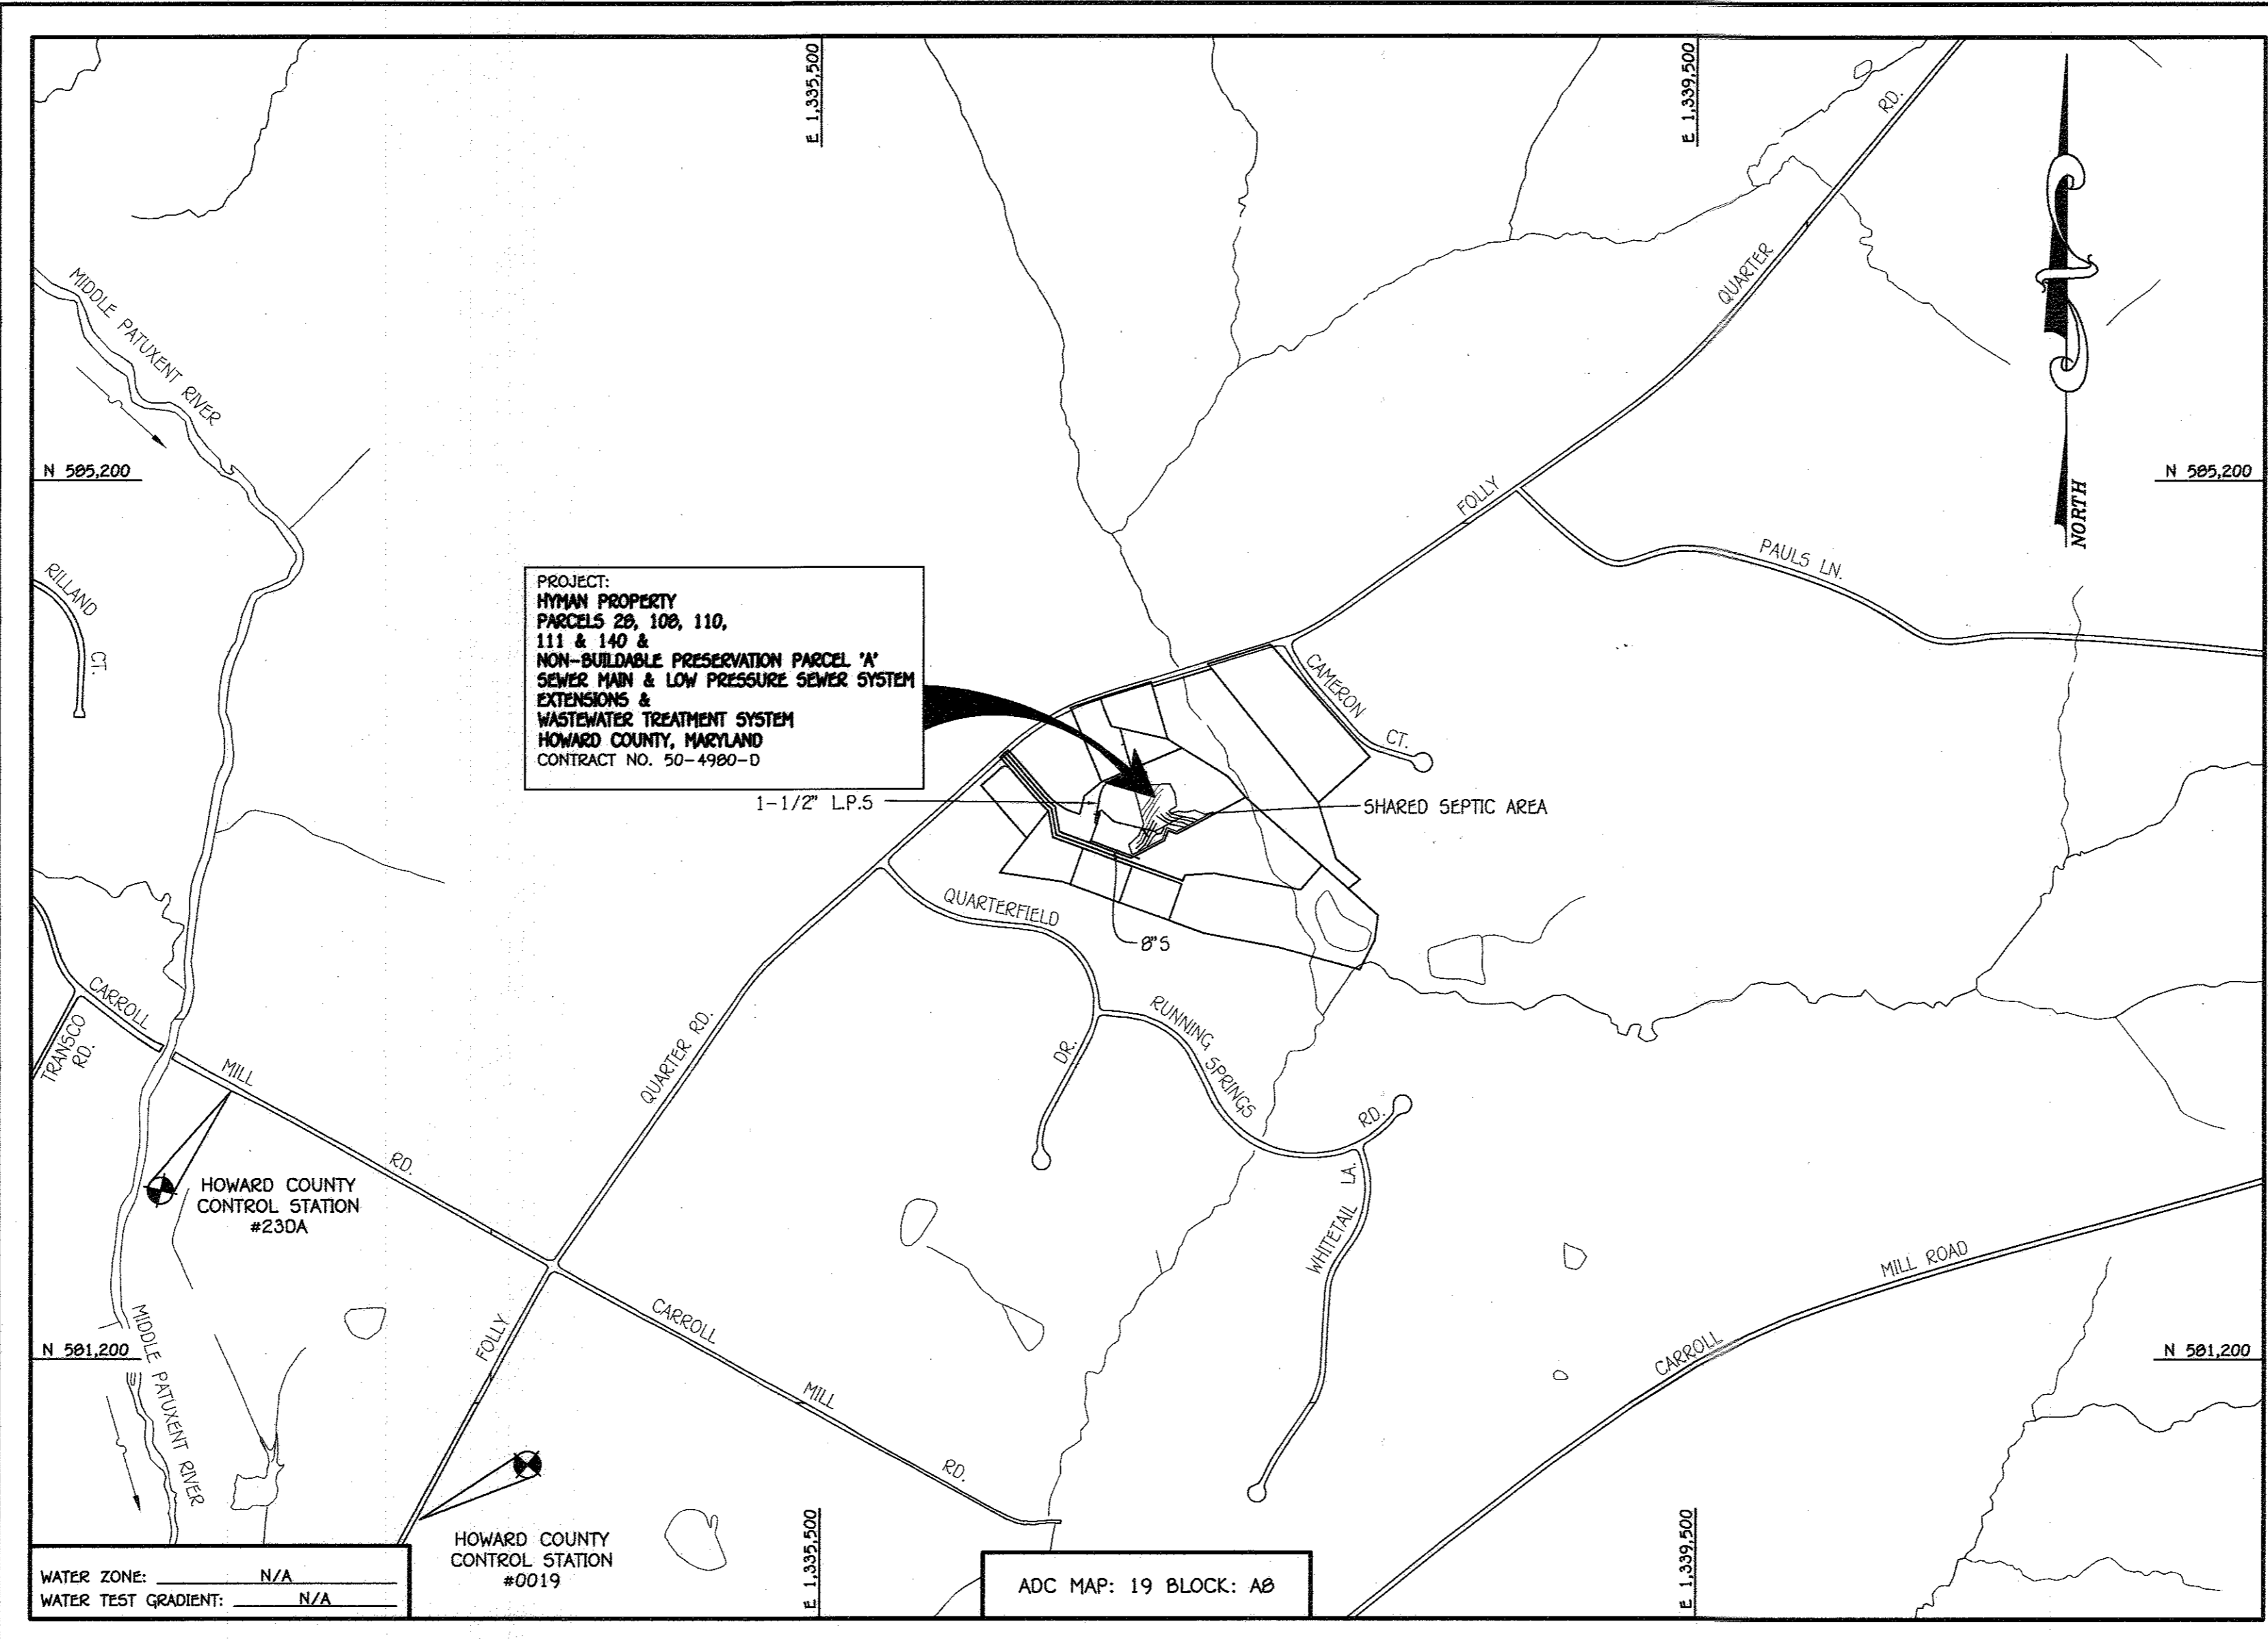 E 1,335,500
E 1,339,500
RD.
QUARTER
MIDDLE PATUXENT RIVER
N 585,200
N 585,200
FOLLY
NORTH
PAULS LN.
RILLAND
CT.
PROJECT:
HYMAN PROPERTY
PARCELS 28, 108, 110,
111 & 140 &
NON-BUILDABLE PRESERVATION PARCEL 'A'
SEWER MAIN & LOW PRESSURE SEWER SYSTEM
EXTENSIONS &
WASTEWATER TREATMENT SYSTEM
HOWARD COUNTY, MARYLAND
CONTRACT NO. 50-4980-D
CAMERON
CT.
1-1/2" L.P.S
SHARED SEPTIC AREA
QUARTERFIELD
8"S
CARROLL
TRANSCO
RD.
MILL
QUARTER RD.
DR.
RUNNING
SPRINGS
RD.
RD.
HOWARD COUNTY
CONTROL STATION
#23DA
WHITETAIL LA.
MILL ROAD
MIDDLE PATUXENT RIVER
FOLLY
CARROLL
CARROLL
N 581,200
N 581,200
MILL
RD.
HOWARD COUNTY
CONTROL STATION
#0019
E 1,335,500
E 1,339,500
WATER ZONE: N/A
WATER TEST GRADIENT: N/A
ADC MAP: 19 BLOCK: A8